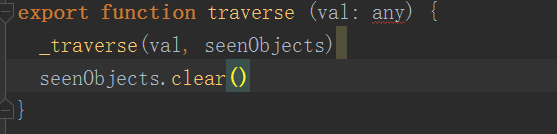 export function traverse (val: any) {
  _traverse(val, seenObjects)
  seenObjects.clear()
}